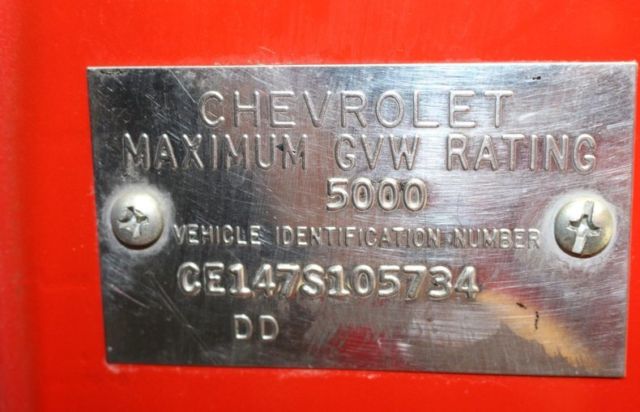 CHEVROLET
MAXIMUM GVW RATING
5000
VEHICLE IDENTIFICATION NUMBER
CE147S105734
DD